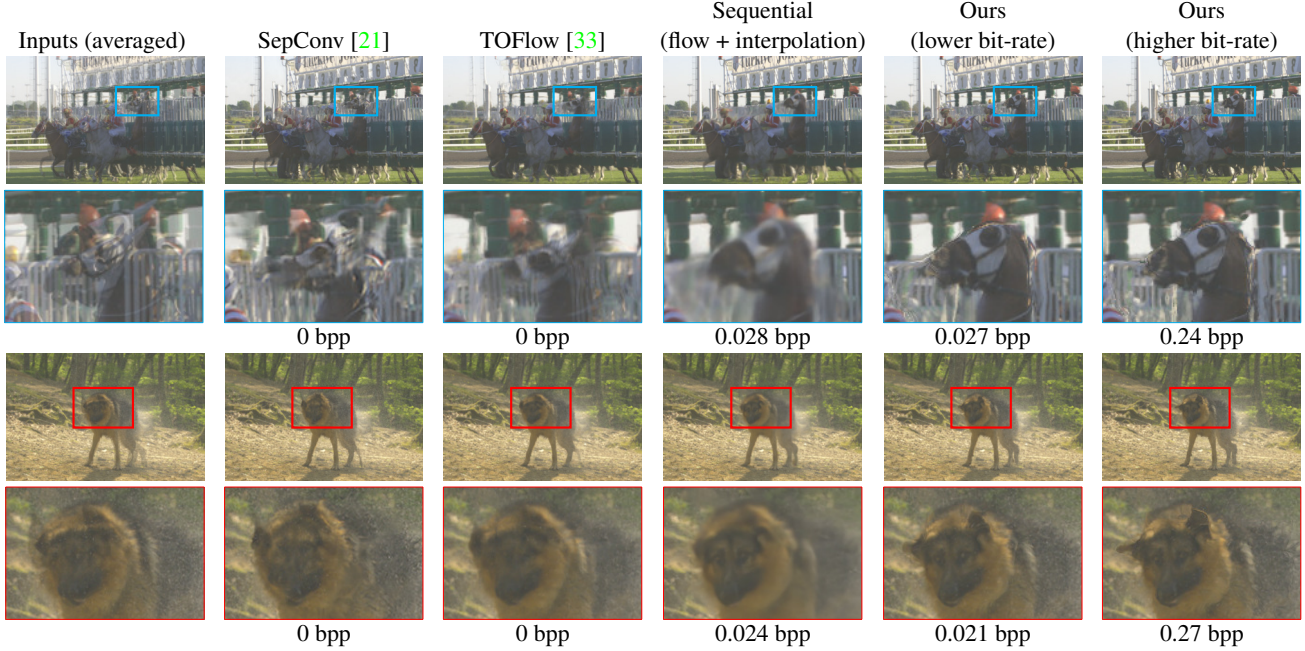 Inputs (averaged)
SepConv [21]
TOFlow [33]
Sequential
(flow + interpolation)
Ours
(lower bit-rate)
Ours
(higher bit-rate)
0 bpp
0 bpp
0.028 bpp
0.027 bpp
0.24 bpp
0 bpp
0 bpp
0.024 bpp
0.021 bpp
0.27 bpp